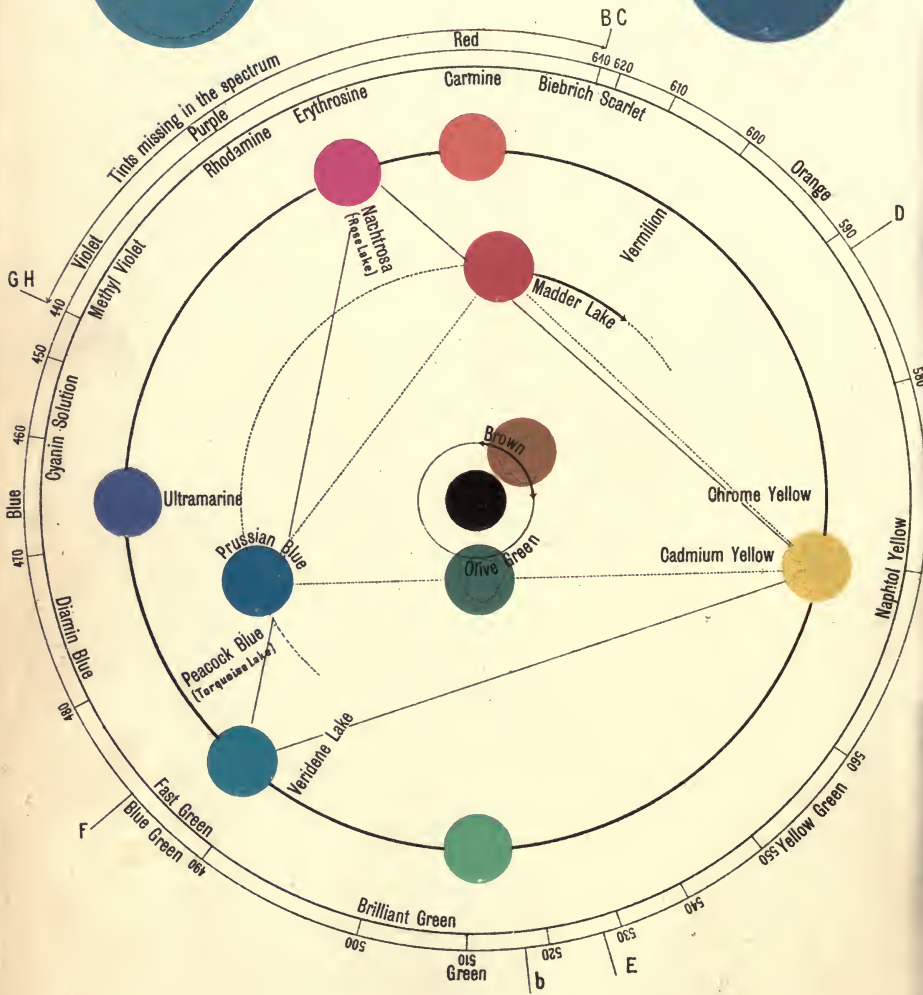 B C
Red
Tints missing in the spectrum
640 620
610
600
Orange
590
D
580
Purple
Violet
G H
440
450
460
Blue
470
480
F
Blue Green
490
500
510
Green
520
b
530
E
540
550
Yellow Green
560
Carmine
Biebrich Scarlet
Erythrosine
Rhodamine
Methyl Violet
Cyanin Solution
Diamin Blue
Fast Green
Brilliant Green
Naphtol Yellow
Vermilion
Nachtrosa
(Rose Lake)
Madder Lake
Brown
Ultramarine
Chrome Yellow
Prussian Blue
Olive Green
Cadmium Yellow
Peacock Blue
(Turquoise Lake)
Veridene Lake